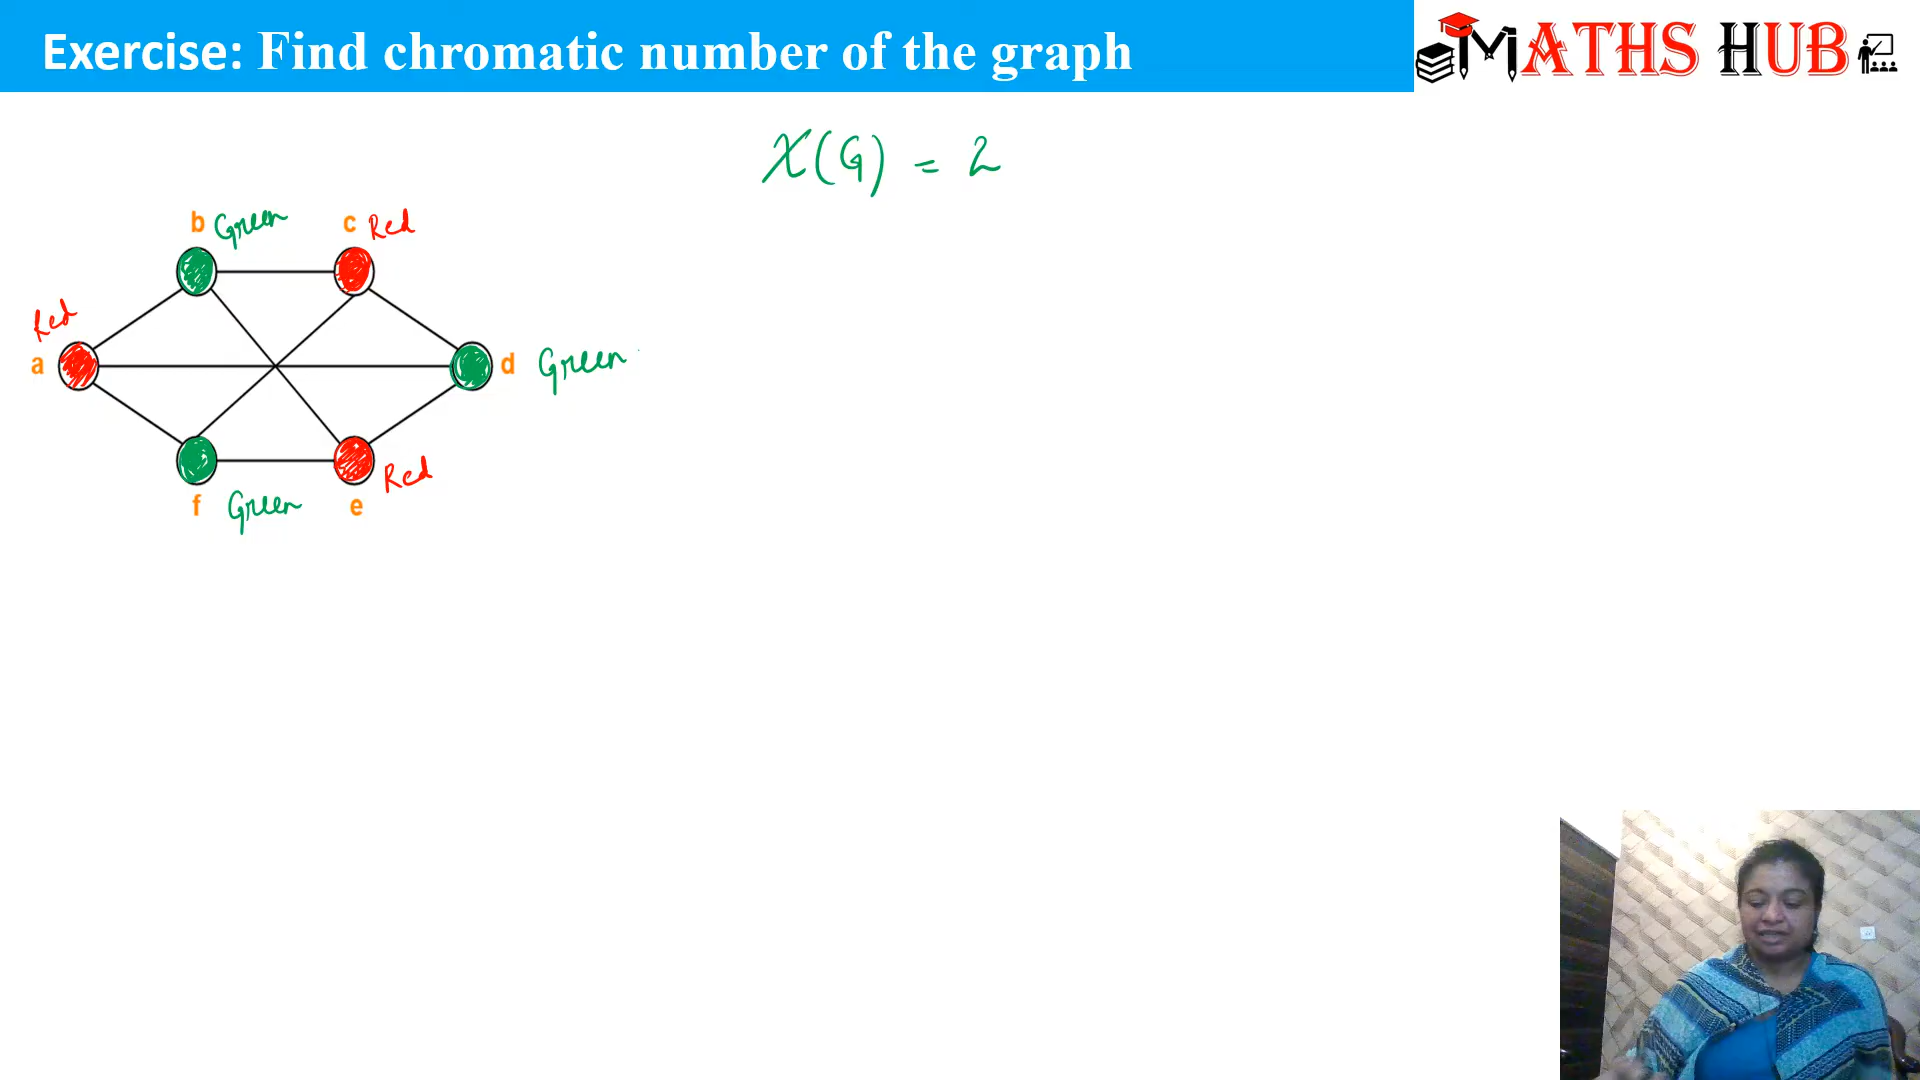 Exercise: Find chromatic number of the graph
MATHS HUB
X(G) = 2
b Green c Red
Red
a
d Green
Red
f Green e